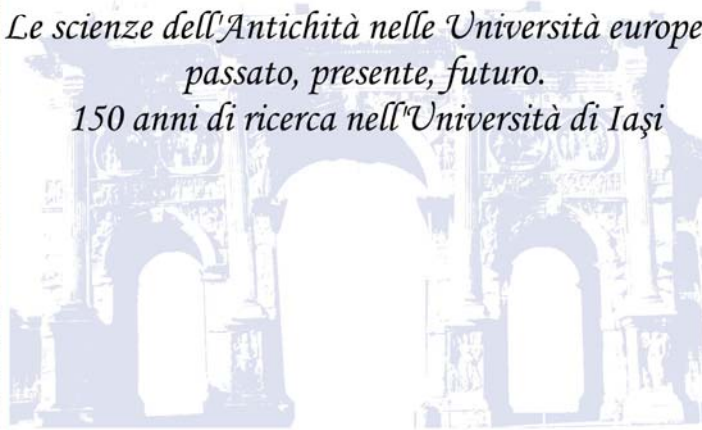 Le scienze dell'Antichità nelle Università europe
passato, presente, futuro.
150 anni di ricerca nell'Università di Iaşi